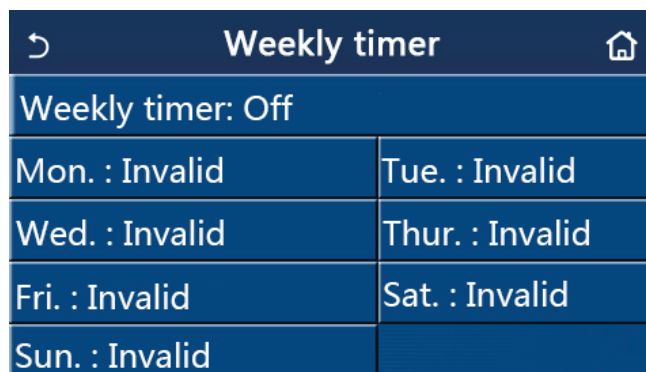 Weekly timer
Weekly timer: Off
Mon. : Invalid
Tue. : Invalid
Wed. : Invalid
Thur. : Invalid
Fri. : Invalid
Sat. : Invalid
Sun. : Invalid